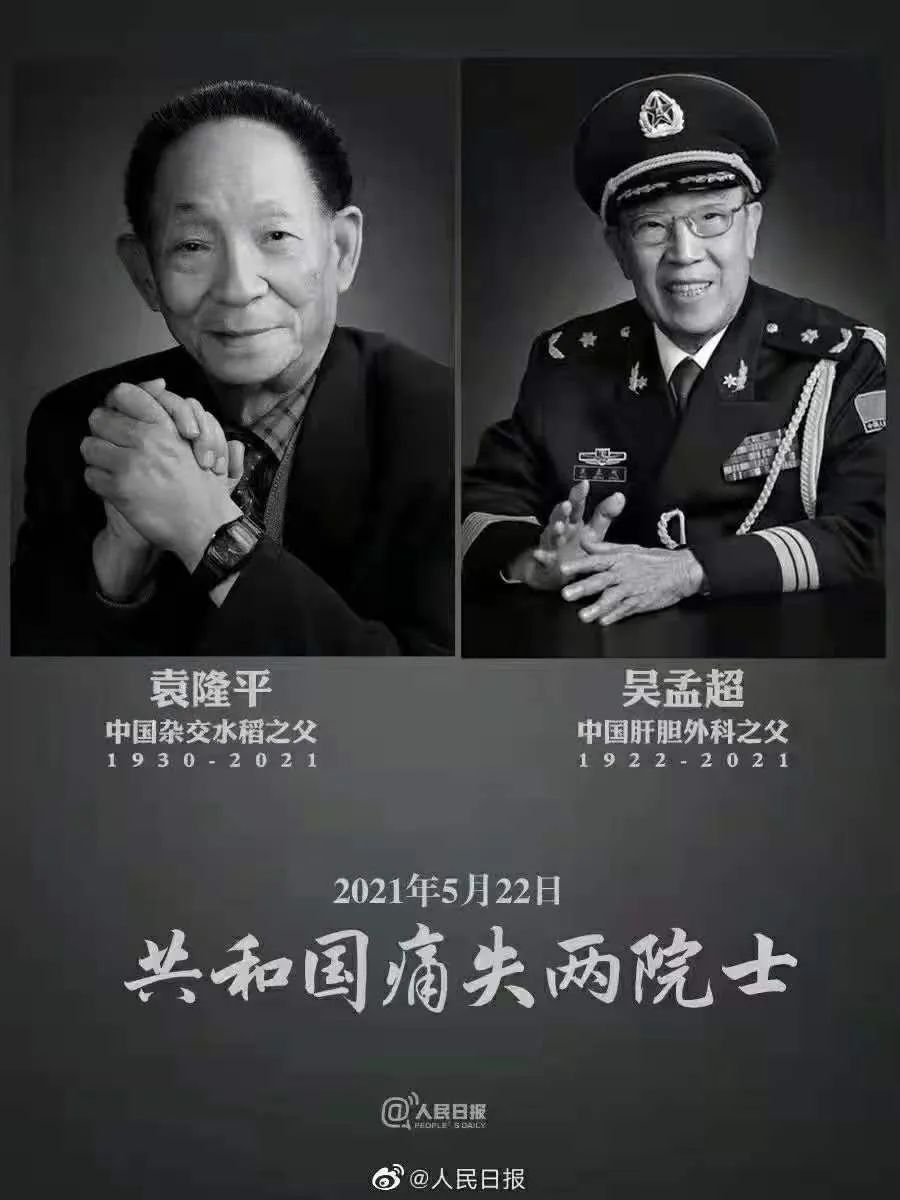 袁隆平
中国杂交水稻之父
1930-2021
吴孟超
中国肝胆外科之父
1922-2021
2021年5月22日
共和国痛失两院士
@人民日报
PEOPLE'S DAILY
@人民日报